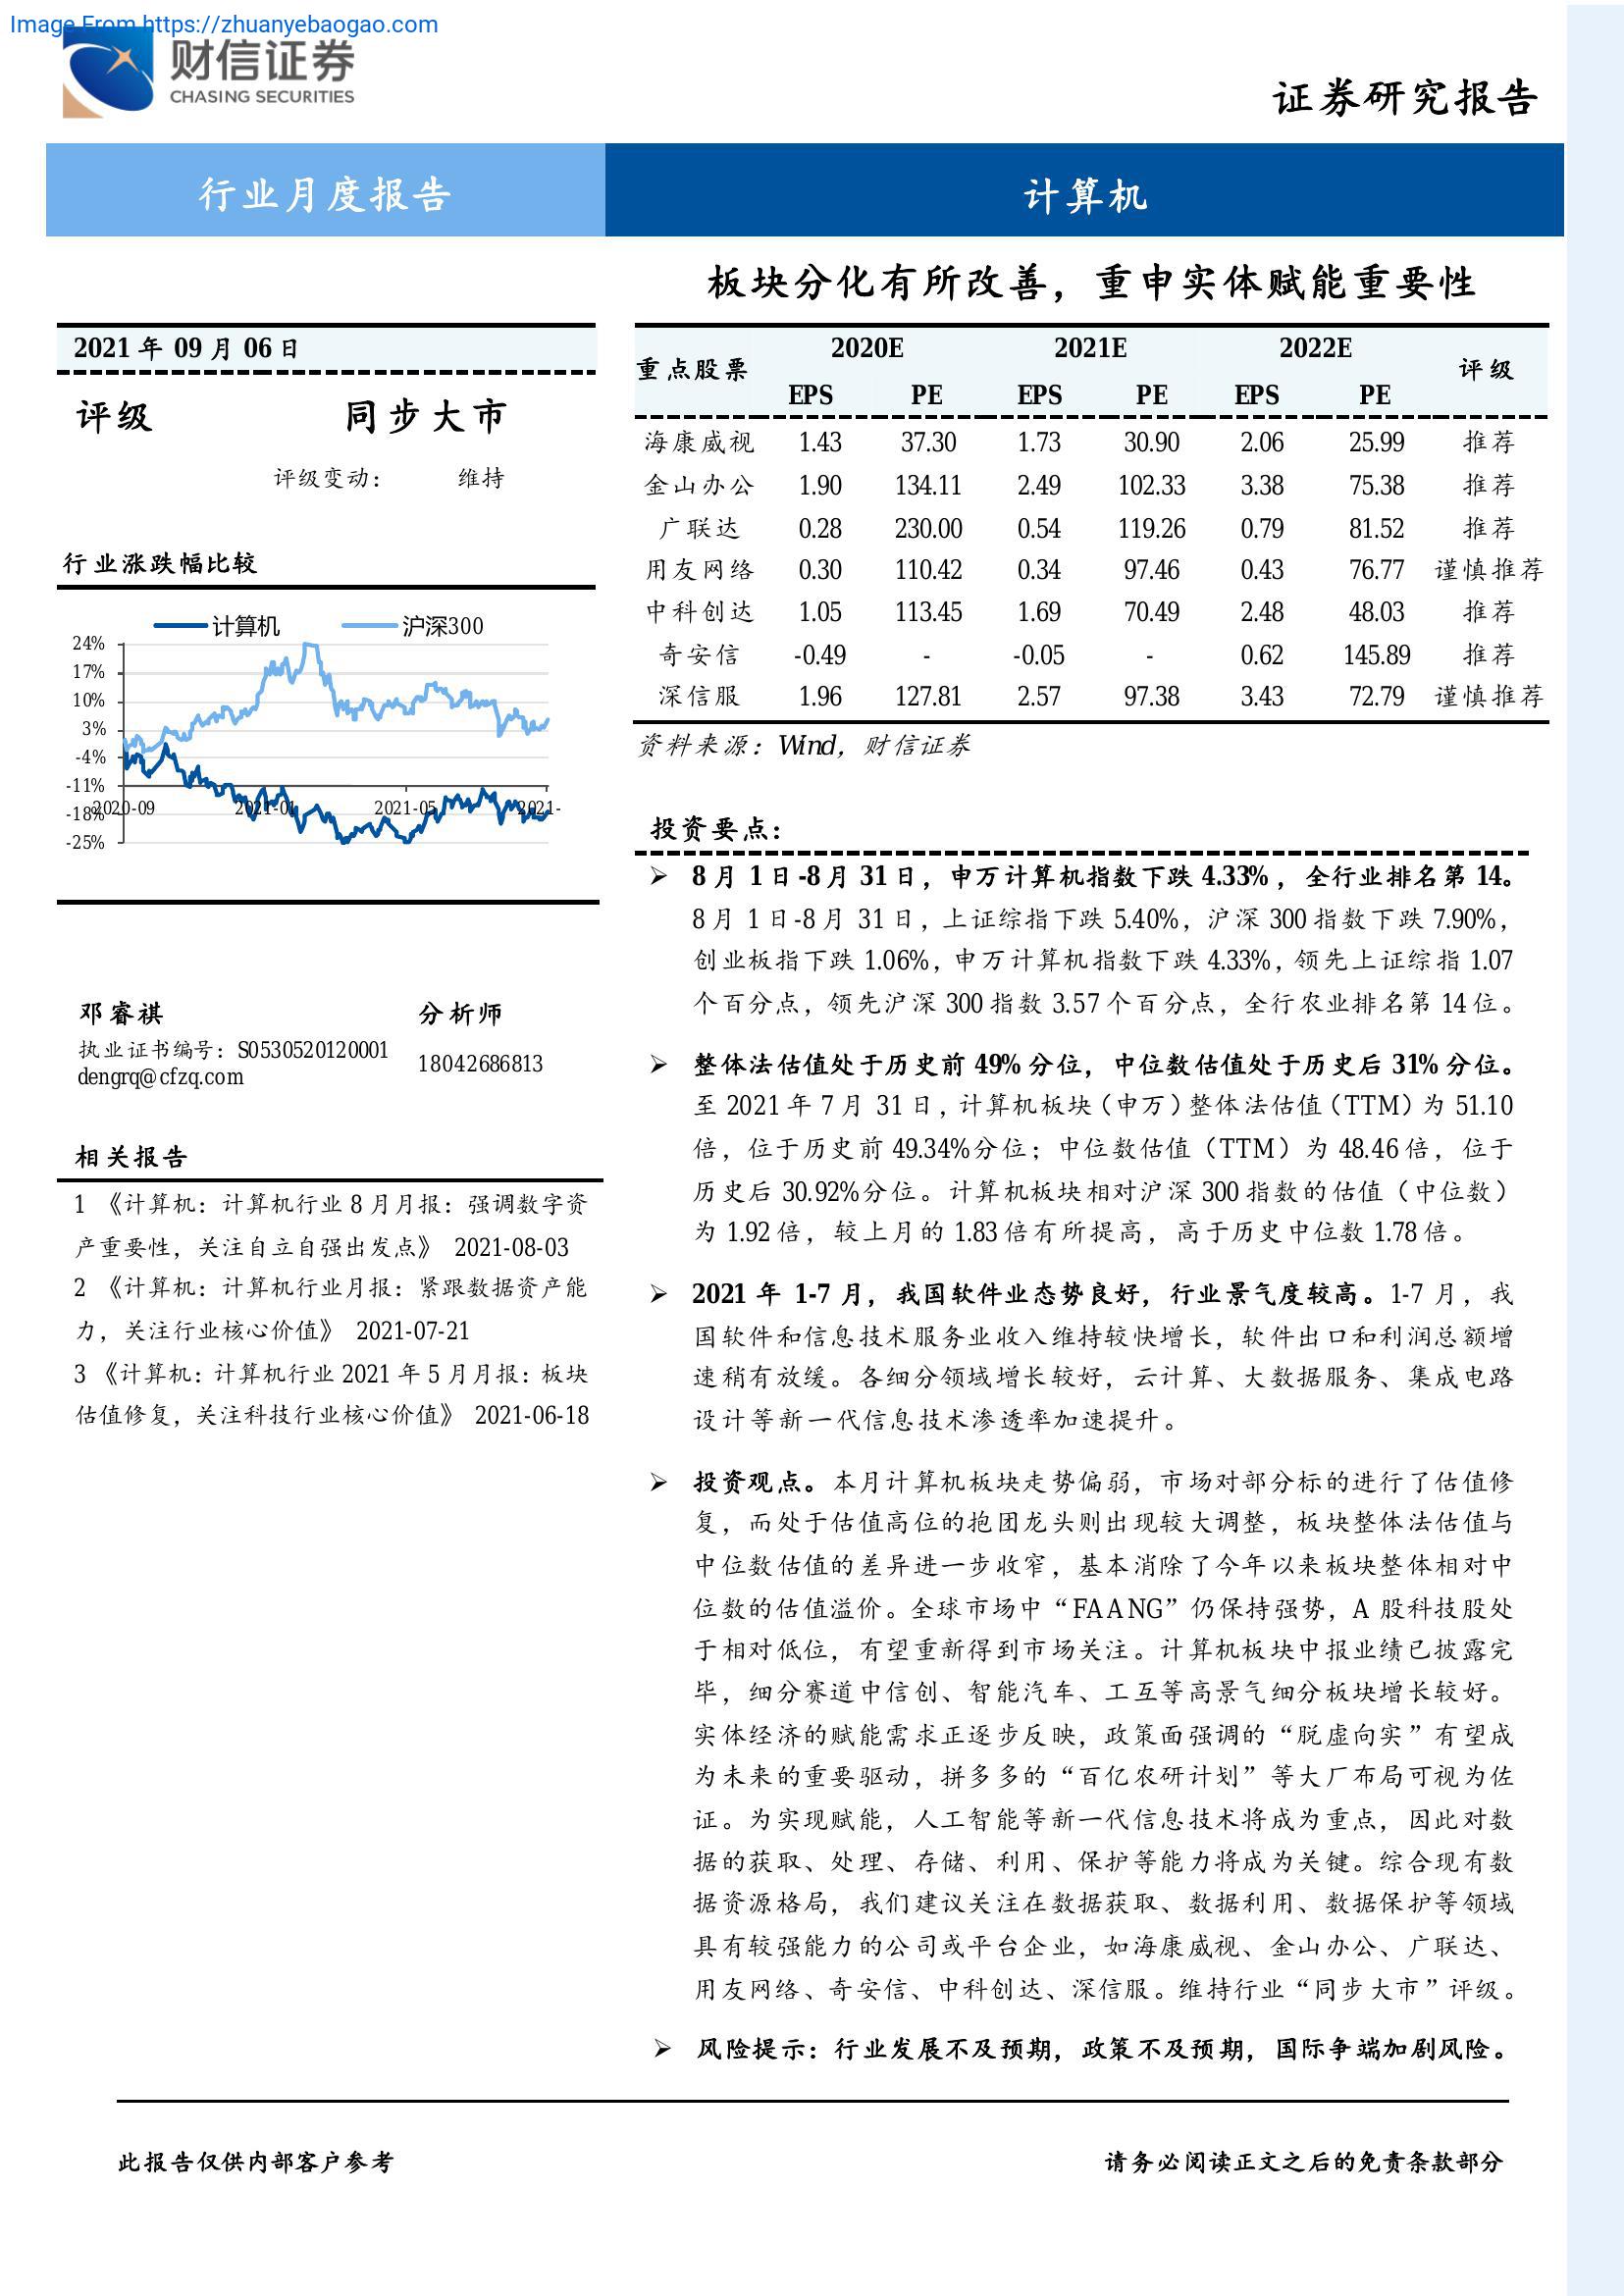 Image From https://zhuanyebaogao.com
财信证券
CHASING SECURITIES
证券研究报告
行业月度报告
计算机
板块分化有所改善，重申实体赋能重要性
2021 年 09 月 06 日
评级 同步大市
评级变动： 维持
行业涨跌幅比较
计算机 沪深300
24%
17%
10%
3%
-4%
-11%
-18%
-25%
2020-09 2021-01 2021-05 2021-
邓睿祺 分析师
执业证书编号：S0530520120001 18042686813
dengrq@cfzq.com
相关报告
1 《计算机：计算机行业 8 月月报：强调数字资
产重要性，关注自立自强出发点》 2021-08-03
2 《计算机：计算机行业月报：紧跟数据资产能
力，关注行业核心价值》 2021-07-21
3 《计算机：计算机行业 2021 年 5 月月报：板块
估值修复，关注科技行业核心价值》 2021-06-18
重点股票 2020E 2021E 2022E 评级
EPS PE EPS PE EPS PE
海康威视 1.43 37.30 1.73 30.90 2.06 25.99 推荐
金山办公 1.90 134.11 2.49 102.33 3.38 75.38 推荐
广联达 0.28 230.00 0.54 119.26 0.79 81.52 推荐
用友网络 0.30 110.42 0.34 97.46 0.43 76.77 谨慎推荐
中科创达 1.05 113.45 1.69 70.49 2.48 48.03 推荐
奇安信 -0.49 - -0.05 - 0.62 145.89 推荐
深信服 1.96 127.81 2.57 97.38 3.43 72.79 谨慎推荐
资料来源：Wind，财信证券
投资要点：
➢ 8 月 1 日-8 月 31 日，申万计算机指数下跌 4.33%，全行业排名第 14。
8 月 1 日-8 月 31 日，上证综指下跌 5.40%，沪深 300 指数下跌 7.90%，
创业板指下跌 1.06%，申万计算机指数下跌 4.33%，领先上证综指 1.07
个百分点，领先沪深 300 指数 3.57 个百分点，全行农业排名第 14 位。
➢ 整体法估值处于历史前 49% 分位，中位数估值处于历史后 31% 分位。
至 2021 年 7 月 31 日，计算机板块（申万）整体法估值（TTM）为 51.10
倍，位于历史前 49.34%分位；中位数估值（TTM）为 48.46 倍，位于
历史后 30.92%分位。计算机板块相对沪深 300 指数的估值（中位数）
为 1.92 倍，较上月的 1.83 倍有所提高，高于历史中位数 1.78 倍。
➢ 2021 年 1-7 月，我国软件业态势良好，行业景气度较高。1-7 月，我
国软件和信息技术服务业收入维持较快增长，软件出口和利润总额增
速稍有放缓。各细分领域增长较好，云计算、大数据服务、集成电路
设计等新一代信息技术渗透率加速提升。
➢ 投资观点。本月计算机板块走势偏弱，市场对部分标的进行了估值修
复，而处于估值高位的抱团龙头则出现较大调整，板块整体法估值与
中位数估值的差异进一步收窄，基本消除了今年以来板块整体相对中
位数的估值溢价。全球市场中“FAANG”仍保持强势，A 股科技股处
于相对低位，有望重新得到市场关注。计算机板块中报业绩已披露完
毕，细分赛道中信创、智能汽车、工互等高景气细分板块增长较好。
实体经济的赋能需求正逐步反映，政策面强调的“脱虚向实”有望成
为未来的重要驱动，拼多多的“百亿农研计划”等大厂布局可视为佐
证。为实现赋能，人工智能等新一代信息技术将成为重点，因此对数
据的获取、处理、存储、利用、保护等能力将成为关键。综合现有数
据资源格局，我们建议关注在数据获取、数据利用、数据保护等领域
具有较强能力的公司或平台企业，如海康威视、金山办公、广联达、
用友网络、奇安信、中科创达、深信服。维持行业“同步大市”评级。
➢ 风险提示：行业发展不及预期，政策不及预期，国际争端加剧风险。
此报告仅供内部客户参考
请务必阅读正文之后的免责条款部分